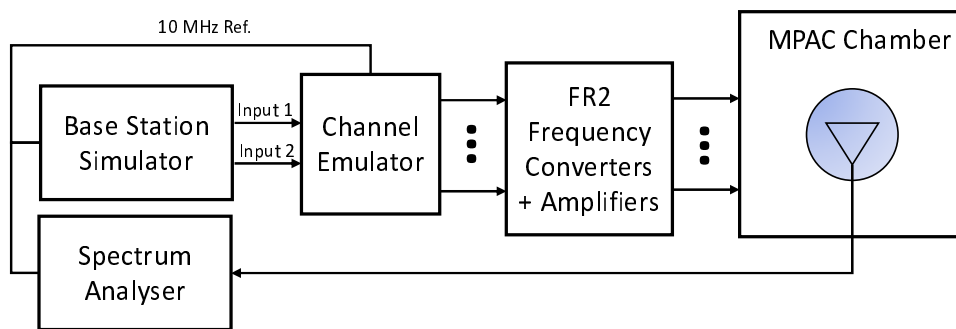 10 MHz Ref.
MPAC Chamber
Base Station
Simulator
Input 1
Input 2
Channel
Emulator
FR2
Frequency
Converters
+ Amplifiers
Spectrum
Analyser